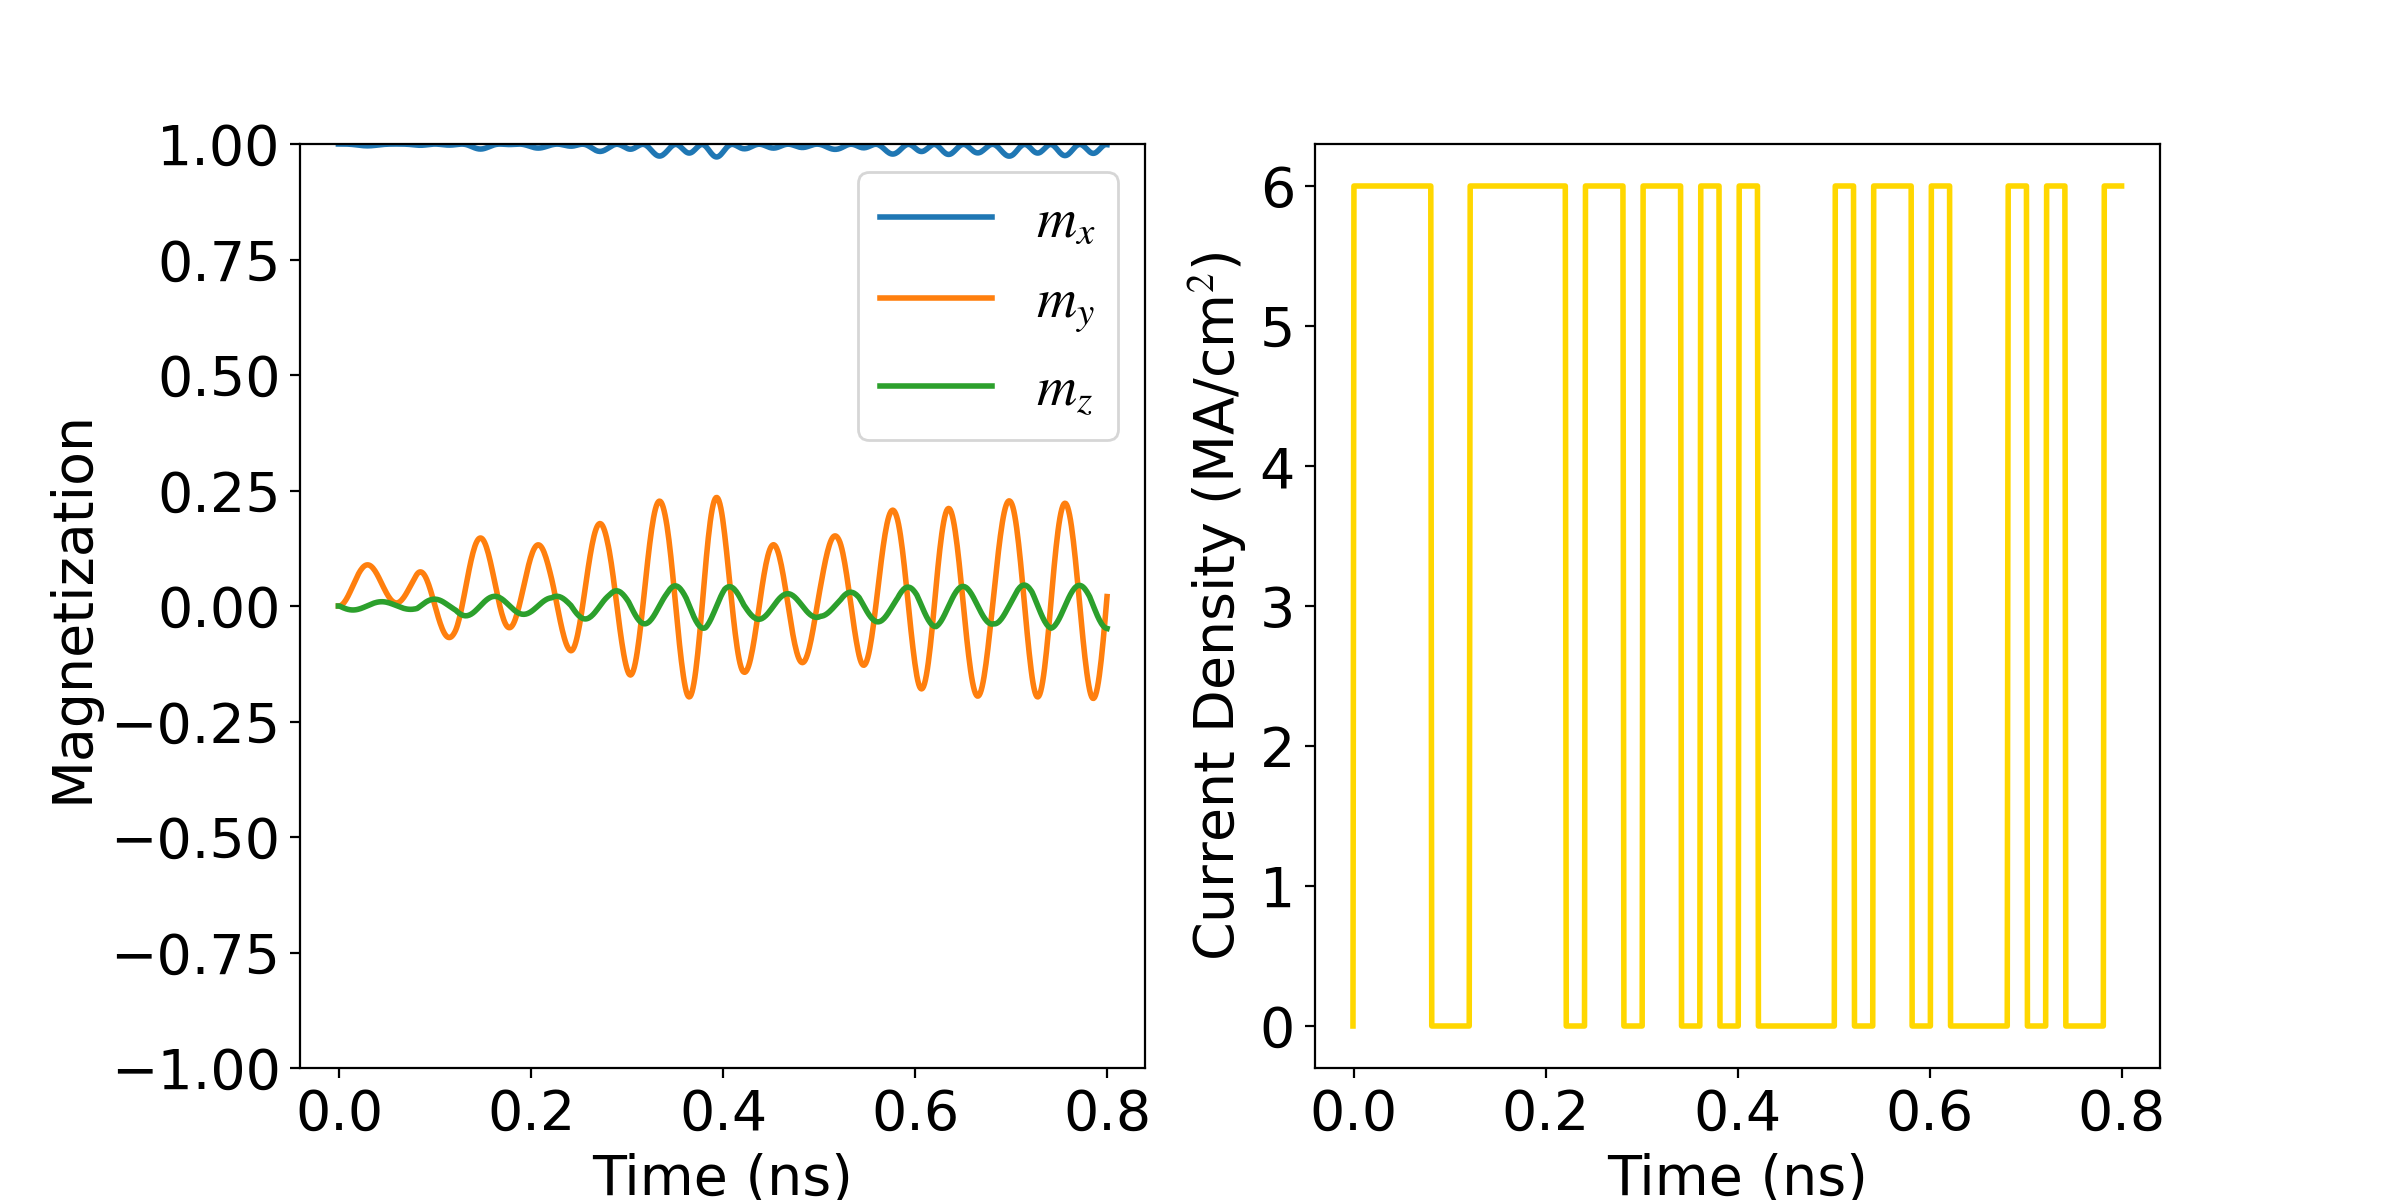 Magnetization
1.00
0.75
0.50
0.25
0.00
−0.25
−0.50
−0.75
−1.00
0.0 0.2 0.4 0.6 0.8
Time (ns)
mₓ
m_y
m_z
Current Density (MA/cm²)
6
5
4
3
2
1
0
0.0 0.2 0.4 0.6 0.8
Time (ns)